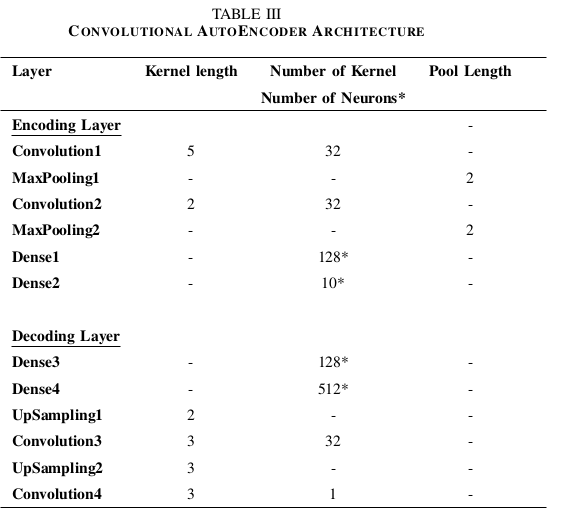 TABLE III
CONVOLUTIONAL AUTOENCODER ARCHITECTURE
Layer Kernel length Number of Kernel Pool Length
Number of Neurons*
Encoding Layer -
Convolution1 5 32 -
MaxPooling1 - - 2
Convolution2 2 32 -
MaxPooling2 - - 2
Dense1 - 128* -
Dense2 - 10* -
Decoding Layer
Dense3 - 128* -
Dense4 - 512* -
UpSampling1 2 - -
Convolution3 3 32 -
UpSampling2 3 - -
Convolution4 3 1 -